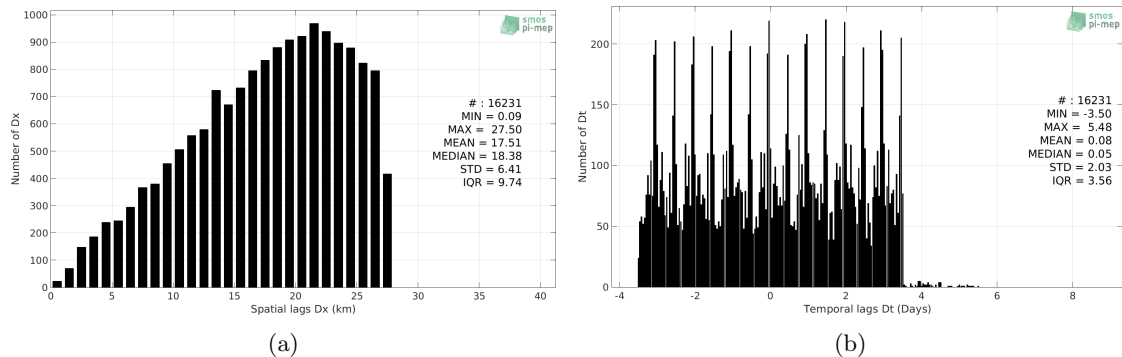 1000
900
800
700
600
500
400
300
200
100
0
0 5 10 15 20 25 30 35 40
Number of Dx
Spatial lags Dx (km)
smos
pi-mep
# : 16231
MIN = 0.09
MAX = 27.50
MEAN = 17.51
MEDIAN = 18.38
STD = 6.41
IQR = 9.74
(a)
200
150
100
50
0
-4 -2 0 2 4 6 8
Number of Dt
Temporal lags Dt (Days)
smos
pi-mep
# : 16231
MIN = -3.50
MAX = 5.48
MEAN = 0.08
MEDIAN = 0.05
STD = 2.03
IQR = 3.56
(b)